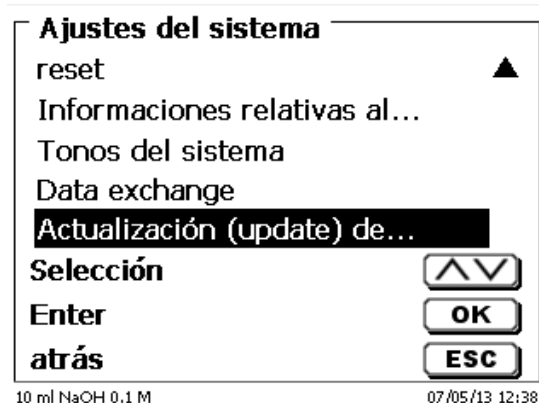 Ajustes del sistema
reset
Informaciones relativas al...
Tonos del sistema
Data exchange
Actualización (update) de...
Selección
Enter OK
atrás ESC
10 ml NaOH 0.1 M 07/05/13 12:38